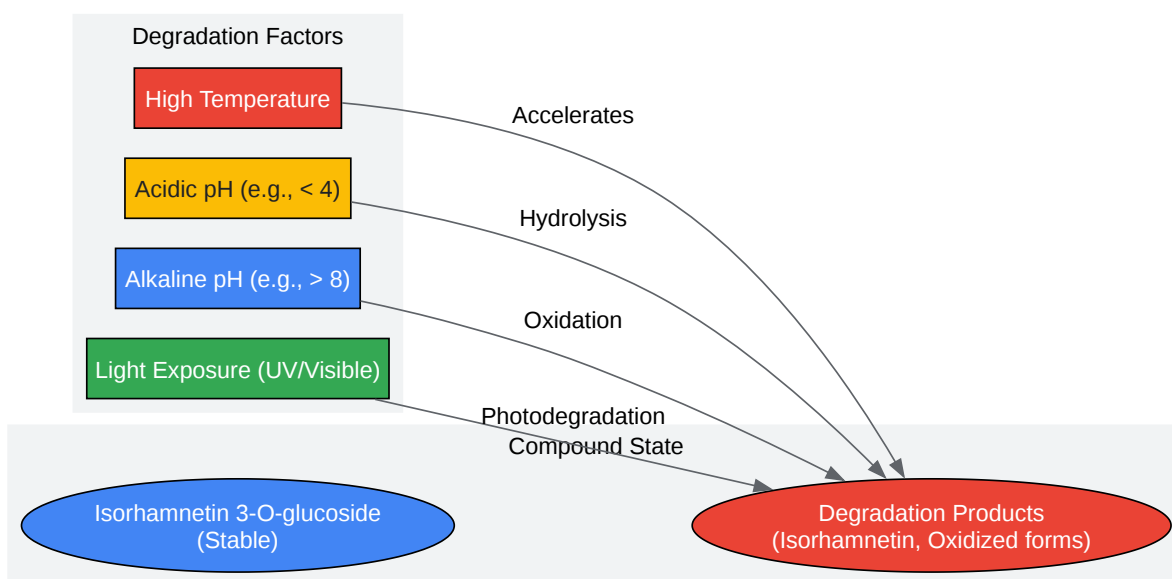 Degradation Factors
High Temperature
Accelerates
Acidic pH (e.g., < 4)
Hydrolysis
Alkaline pH (e.g., > 8)
Oxidation
Light Exposure (UV/Visible)
Photodegradation
Compound State
Isorhamnetin 3-O-glucoside
(Stable)
Degradation Products
(Isorhamnetin, Oxidized forms)